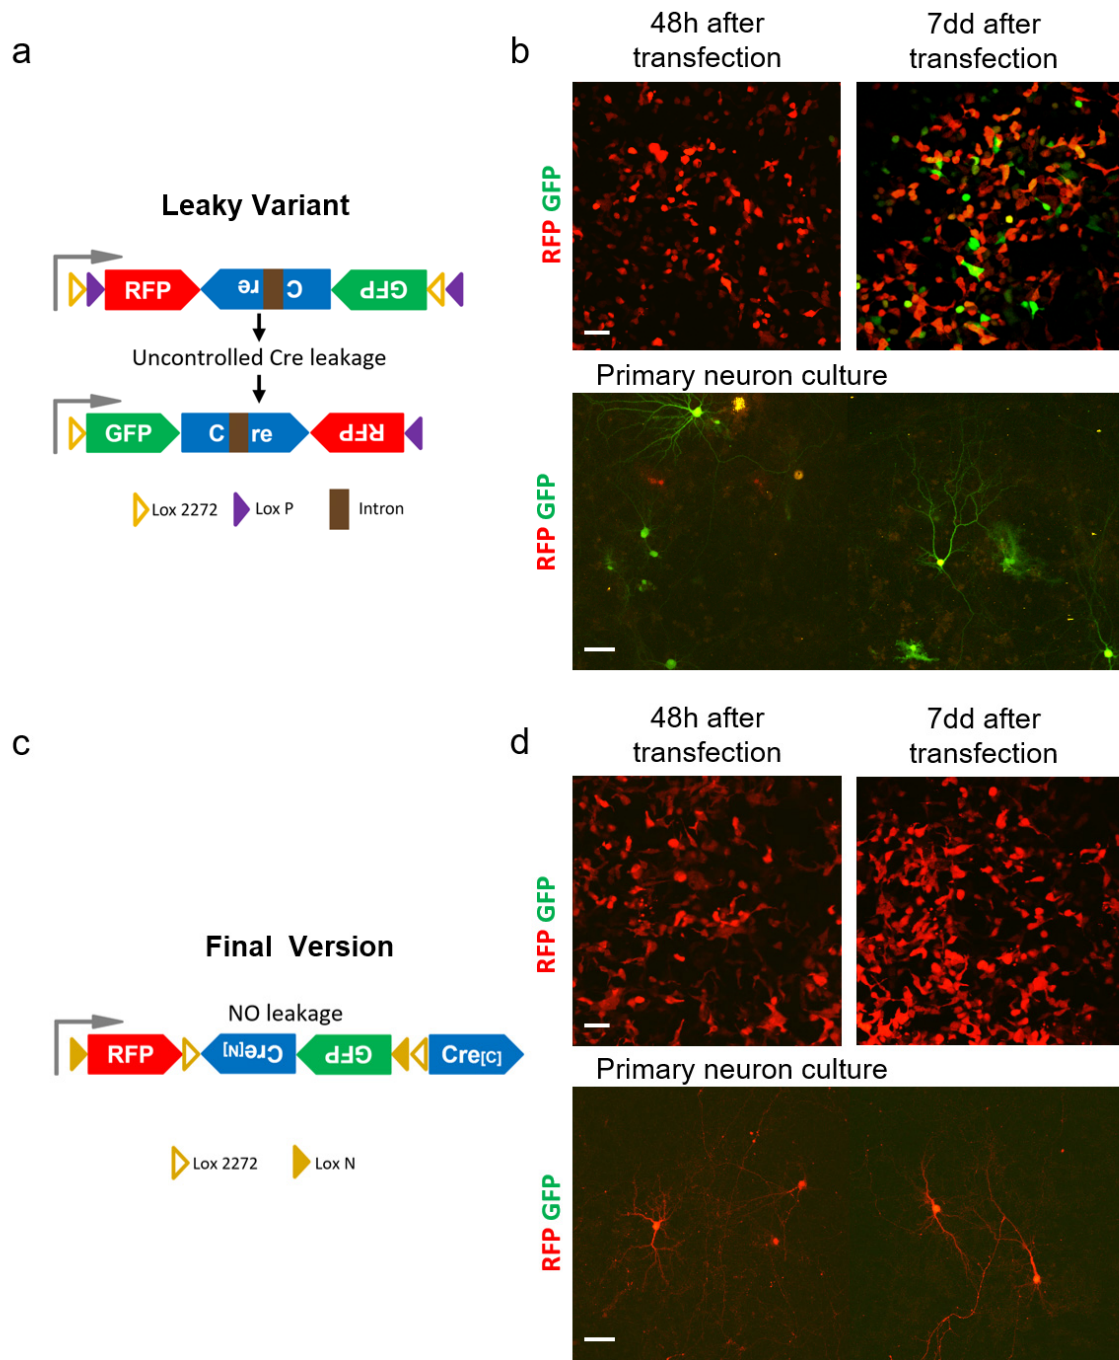 a
Leaky Variant
RFP
C re
GFP
Uncontrolled Cre leakage
GFP
C re
RFP
Lox 2272
Lox P
Intron
b
48h after
transfection
7dd after
transfection
RFP GFP
Primary neuron culture
RFP GFP
c
Final Version
NO leakage
RFP
Cre[N]
GFP
Cre[C]
Lox 2272
Lox N
d
48h after
transfection
7dd after
transfection
RFP GFP
Primary neuron culture
RFP GFP